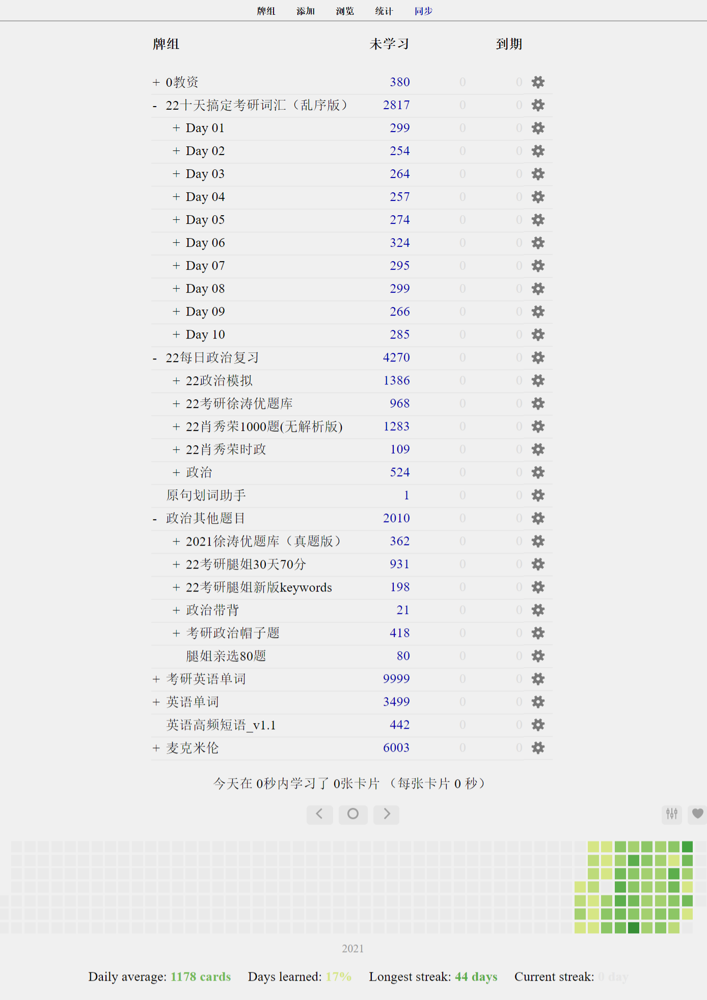 牌组 添加 浏览 统计 同步
牌组 未学习 到期
+ 0教资 380 0 0
- 22十天搞定考研词汇（乱序版） 2817 0 0
+ Day 01 299 0 0
+ Day 02 254 0 0
+ Day 03 264 0 0
+ Day 04 257 0 0
+ Day 05 274 0 0
+ Day 06 324 0 0
+ Day 07 295 0 0
+ Day 08 299 0 0
+ Day 09 266 0 0
+ Day 10 285 0 0
- 22每日政治复习 4270 0 0
+ 22政治模拟 1386 0 0
+ 22考研徐涛优题库 968 0 0
+ 22肖秀荣1000题(无解析版) 1283 0 0
+ 22肖秀荣时政 109 0 0
+ 政治 524 0 0
原句划词助手 1 0 0
- 政治其他题目 2010 0 0
+ 2021徐涛优题库（真题版） 362 0 0
+ 22考研腿姐30天70分 931 0 0
+ 22考研腿姐新版keywords 198 0 0
+ 政治带背 21 0 0
+ 考研政治帽子题 418 0 0
腿姐亲选80题 80 0 0
+ 考研英语单词 9999 0 0
+ 英语单词 3499 0 0
英语高频短语_v1.1 442 0 0
+ 麦克米伦 6003 0 0
今天在 0秒内学习了 0张卡片 （每张卡片 0 秒）
2021
Daily average: 1178 cards Days learned: 17% Longest streak: 44 days Current streak: 0 day